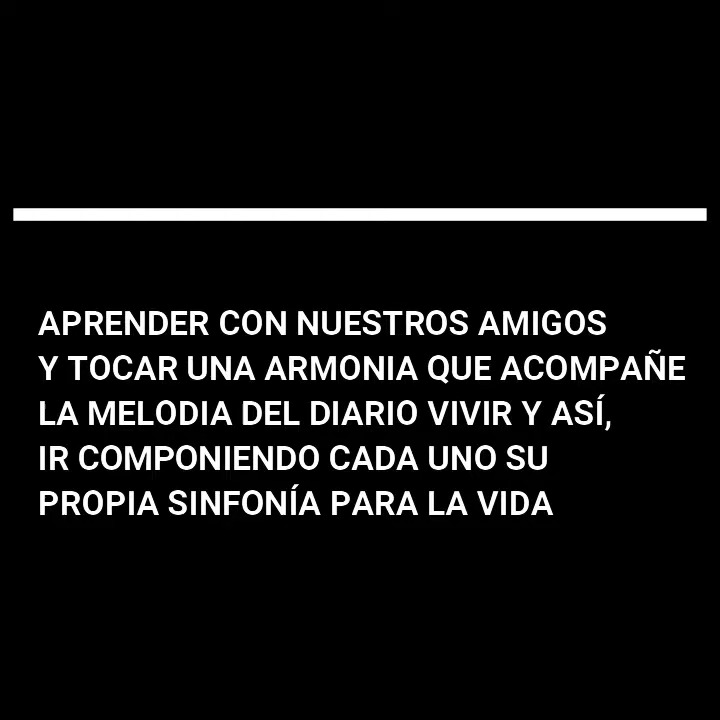 APRENDER CON NUESTROS AMIGOS
Y TOCAR UNA ARMONIA QUE ACOMPAÑE
LA MELODIA DEL DIARIO VIVIR Y ASÍ,
IR COMPONIENDO CADA UNO SU
PROPIA SINFONÍA PARA LA VIDA